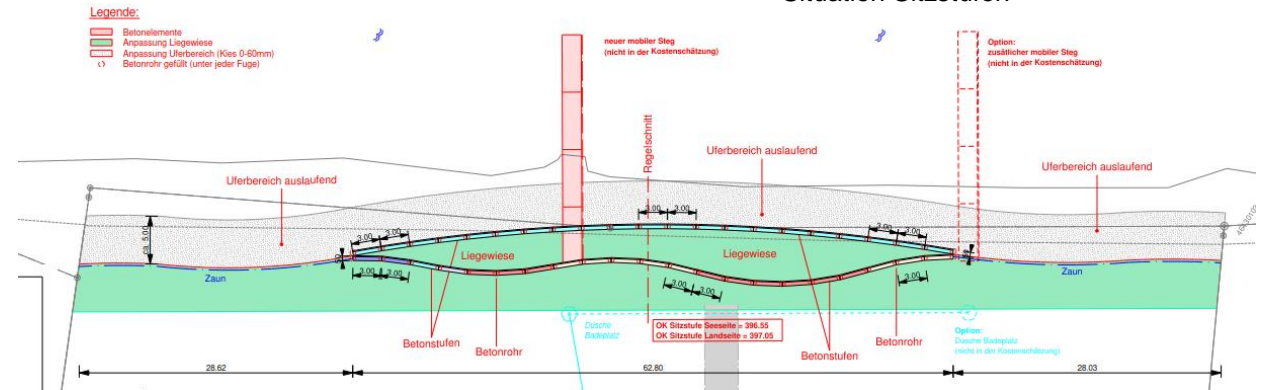 Situation Sitzstufen
Legende:
Betonelemente
Anpassung Liegewiese
Anpassung Uferbereich (Kies 0-60mm)
Betonrohr gefüllt (unter jeder Fuge)
neuer mobiler Steg
(nicht in der Kostenschätzung)
Option:
zusätlicher mobiler Steg
(nicht in der Kostenschätzung)
Regelschnitt
Uferbereich auslaufend
Uferbereich auslaufend
Uferbereich auslaufend
ca. 5.00
3.00
3.00
3.00
3.00
3.00
3.00
Liegewiese
Liegewiese
Zaun
Zaun
3.00
3.00
3.00
3.00
3.00
Dusche
Badeplatz
OK Sitzstufe Seeseite = 396.55
OK Sitzstufe Landseite = 397.05
Option:
Dusche Badeplatz
(nicht in der Kostenschätzung)
Betonstufen
Betonrohr
Betonstufen
Betonrohr
28.62
62.80
28.03